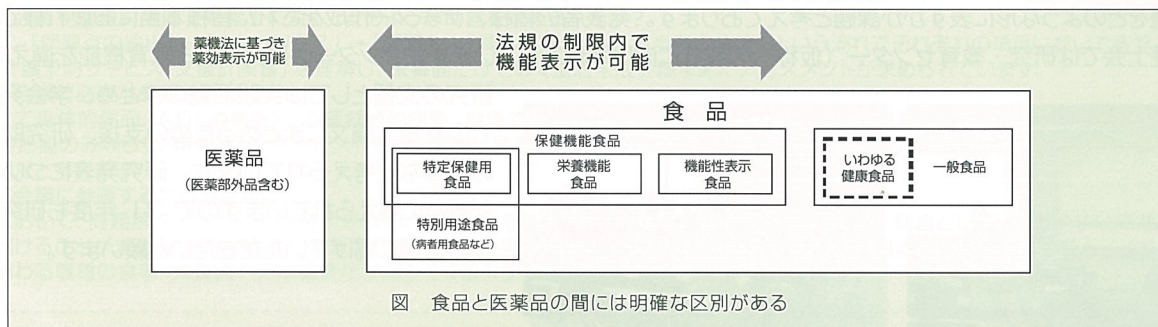 薬機法に基づき
薬効表示が可能
法規の制限内で
機能表示が可能
医薬品
(医薬部外品含む)
食品
保健機能食品
特定保健用
食品
栄養機能
食品
機能性表示
食品
特別用途食品
(病者用食品など)
いわゆる
健康食品
一般食品
図 食品と医薬品の間には明確な区別がある